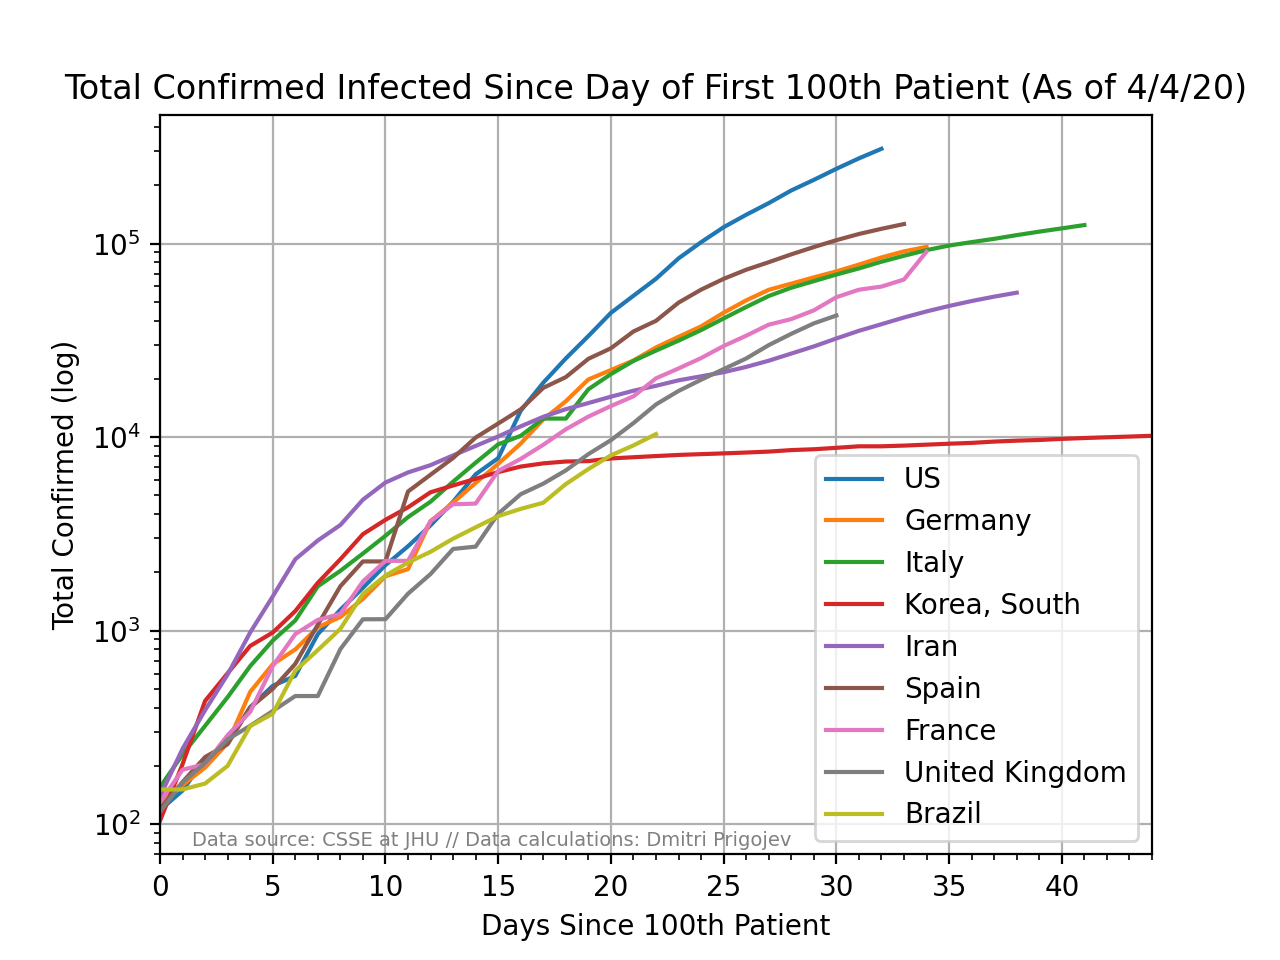 Total Confirmed Infected Since Day of First 100th Patient (As of 4/4/20)
Total Confirmed (log)
10^5
10^4
10^3
10^2
US
Germany
Italy
Korea, South
Iran
Spain
France
United Kingdom
Brazil
Data source: CSSE at JHU // Data calculations: Dmitri Prigojev
0 5 10 15 20 25 30 35 40
Days Since 100th Patient